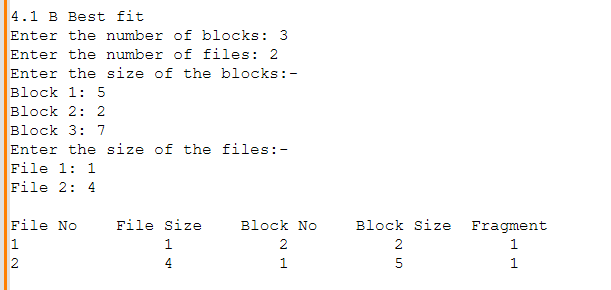 4.1 B Best fit
Enter the number of blocks: 3
Enter the number of files: 2
Enter the size of the blocks:-
Block 1: 5
Block 2: 2
Block 3: 7
Enter the size of the files:-
File 1: 1
File 2: 4
File No File Size Block No Block Size Fragment
1 1 2 2 1
2 4 1 5 1